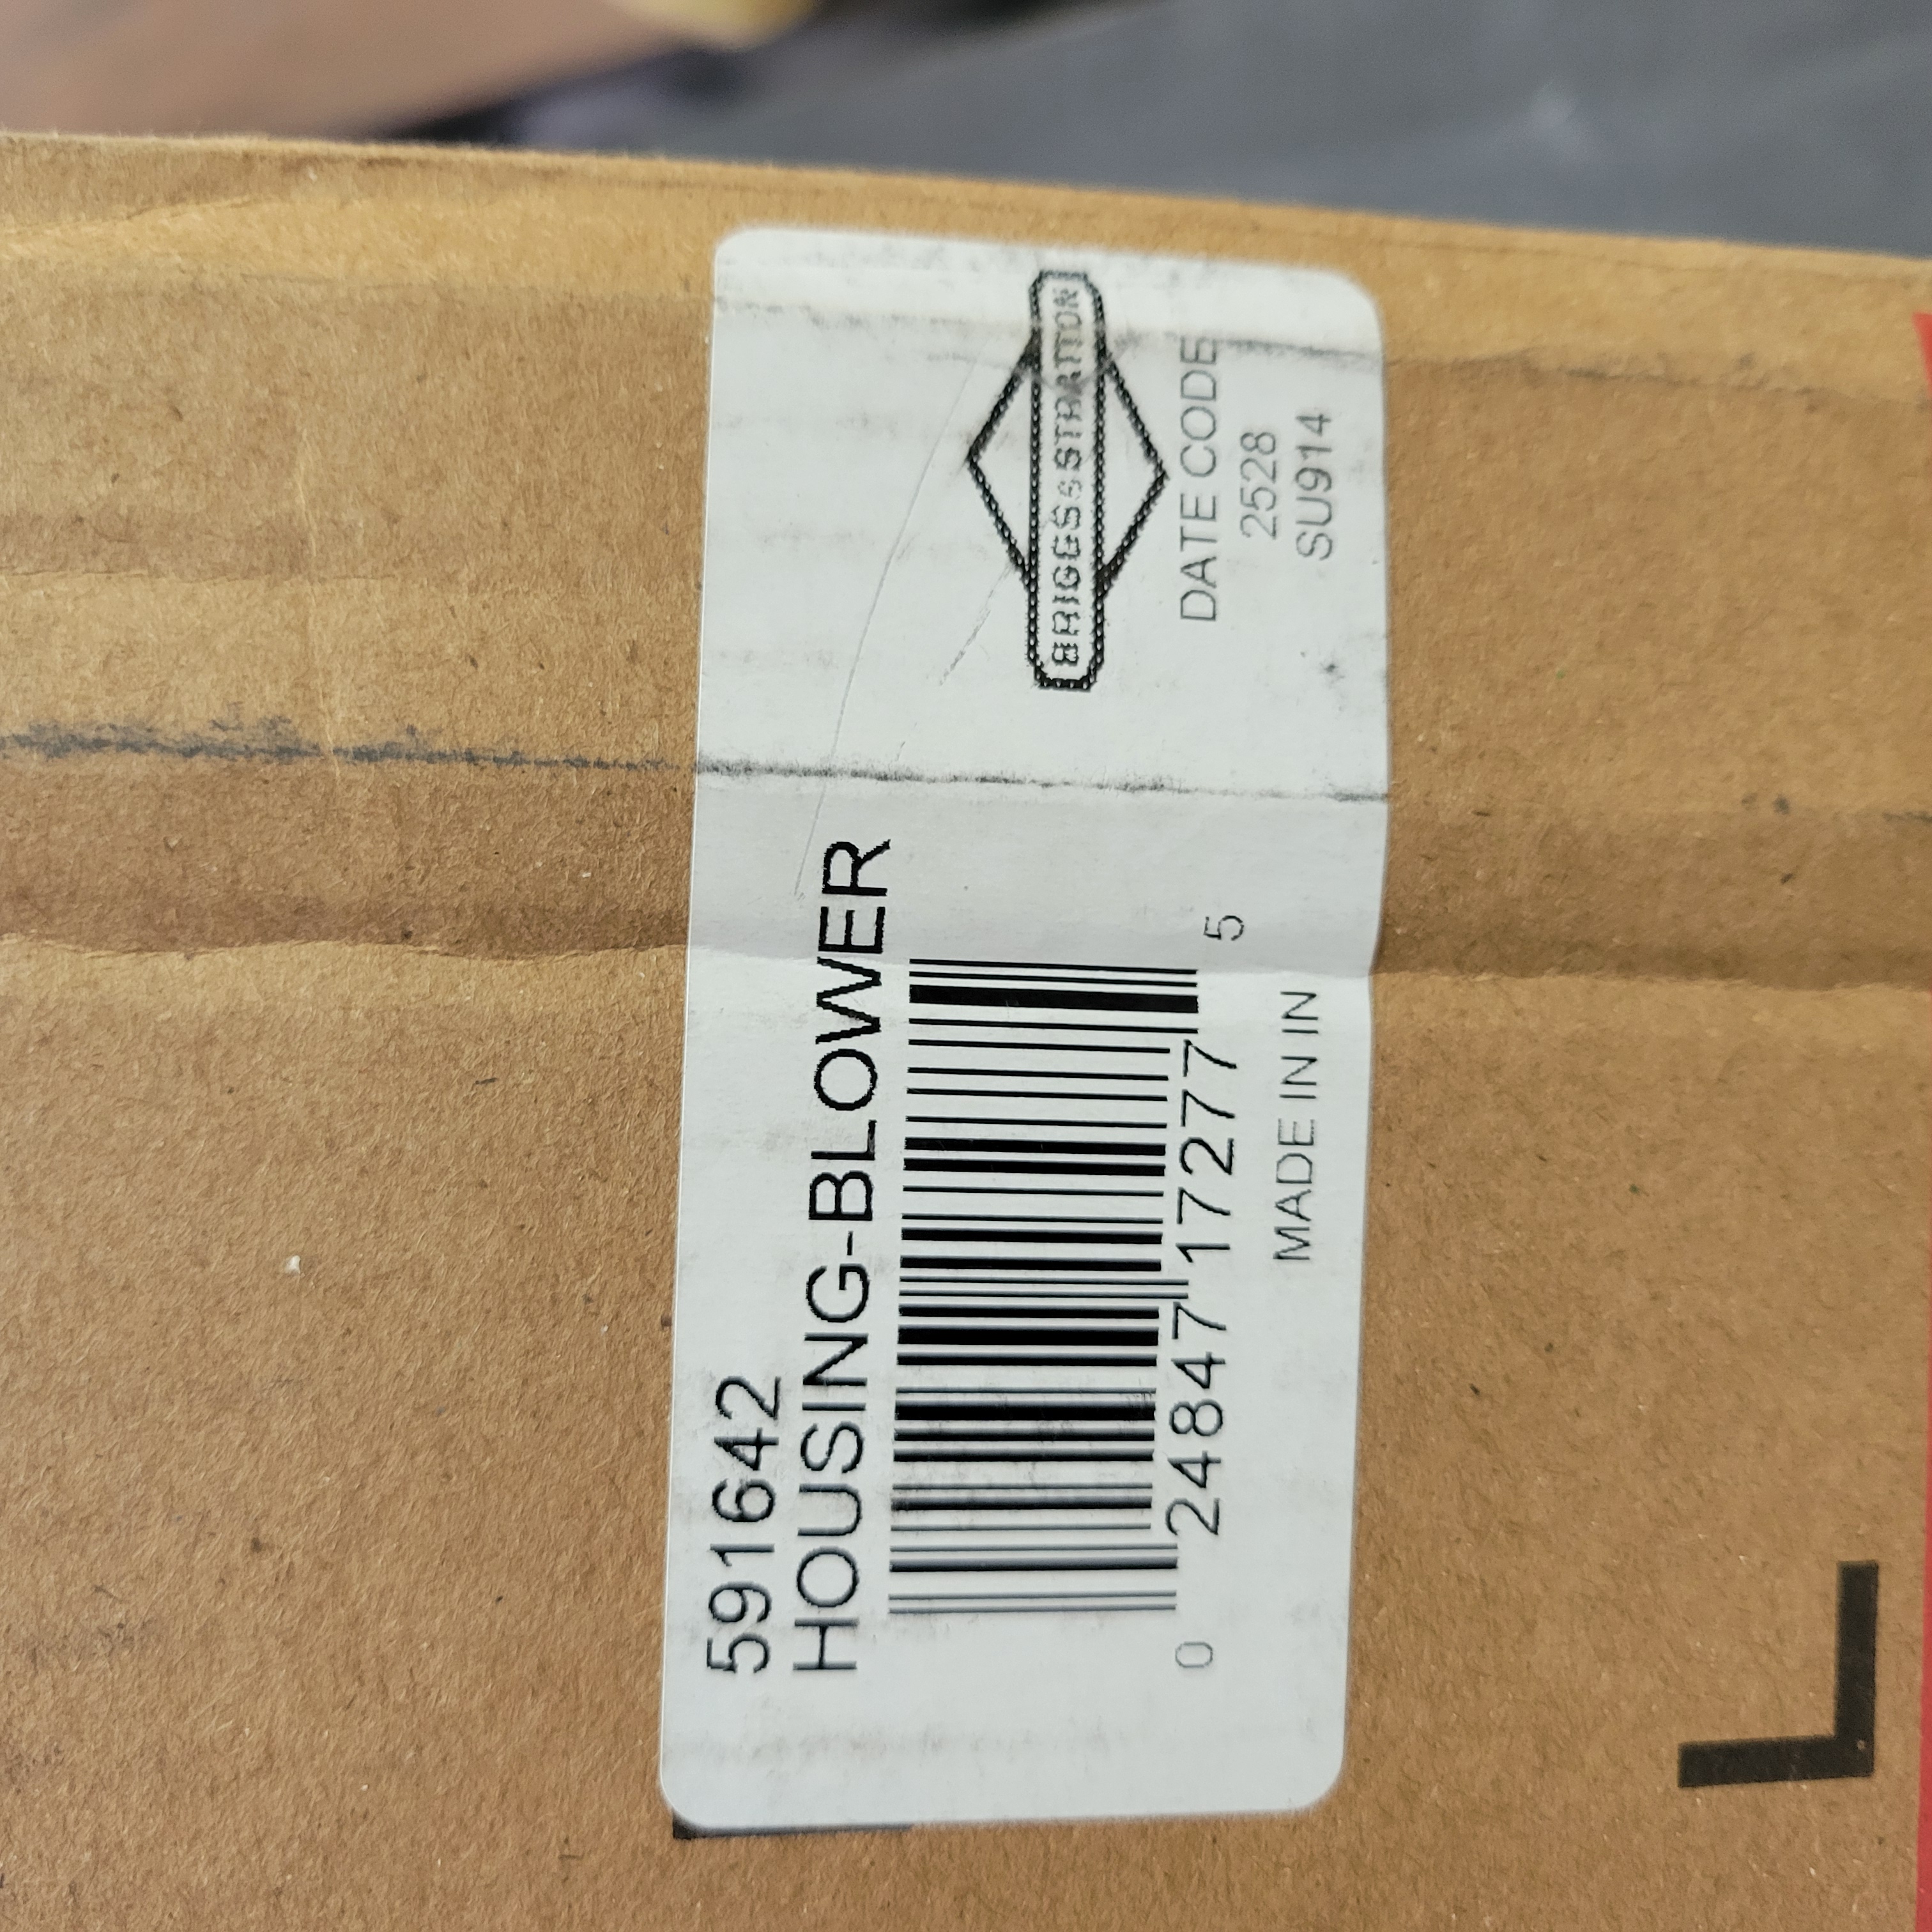 591642
HOUSING-BLOWER
0 24847 17277 5
MADE IN IN
BRIGGS & STRATTON
DATE CODE
2528
SU914